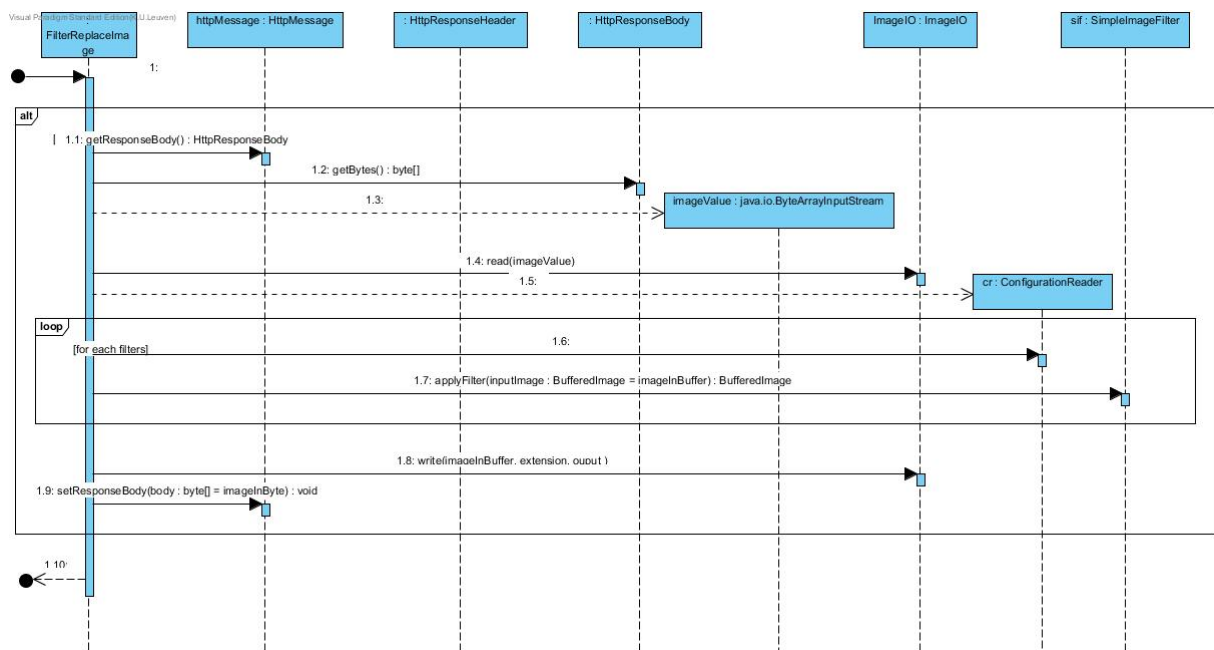 Visual Paradigm Standard Edition(K.U.Leuven)
:
FilterReplaceIma
ge
httpMessage : HttpMessage
: HttpResponseHeader
: HttpResponseBody
ImageIO : ImageIO
sif : SimpleImageFilter
1:
alt
1.1: getResponseBody() : HttpResponseBody
1.2: getBytes() : byte[]
1.3:
imageValue : java.io.ByteArrayInputStream
1.4: read(imageValue)
1.5:
cr : ConfigurationReader
loop
[for each filters]
1.6:
1.7: applyFilter(inputImage : BufferedImage = imageInBuffer) : BufferedImage
1.8: write(imageInBuffer, extension, ouput )
1.9: setResponseBody(body : byte[] = imageInByte) : void
1.10: